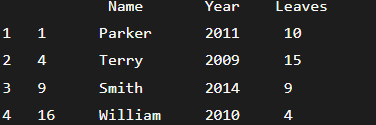 Name Year Leaves
1 1 Parker 2011 10
2 4 Terry 2009 15
3 9 Smith 2014 9
4 16 William 2010 4